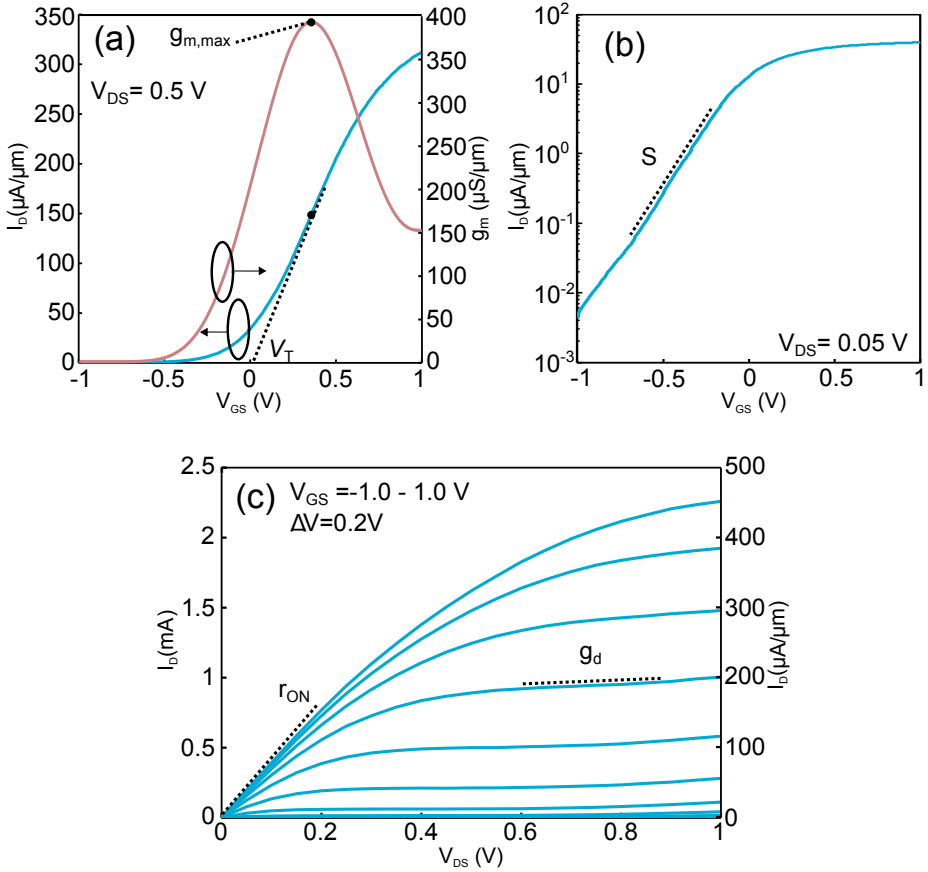 (a)
g_m,max
V_DS= 0.5 V
V_T
350
300
250
200
150
100
50
0
I_D(µA/µm)
400
350
300
250
200
150
100
50
0
g_m (µS/µm)
-1
-0.5
0
0.5
1
V_GS (V)
(b)
S
V_DS= 0.05 V
10^2
10^1
10^0
10^-1
10^-2
10^-3
I_D(µA/µm)
-1
-0.5
0
0.5
1
V_GS (V)
(c)
V_GS =-1.0 - 1.0 V
ΔV=0.2V
r_ON
g_d
2.5
2
1.5
1
0.5
0
I_D(mA)
500
400
300
200
100
0
I_D(µA/µm)
0
0.2
0.4
0.6
0.8
1
V_DS (V)